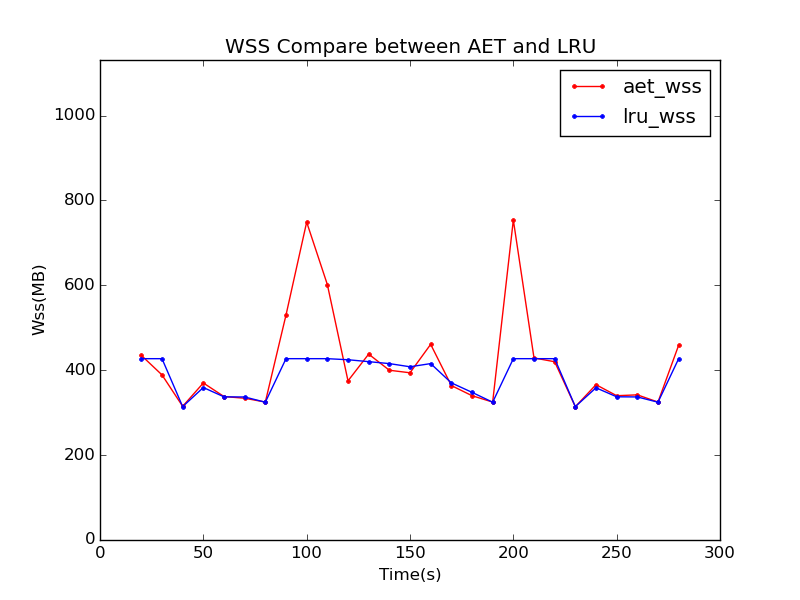 WSS Compare between AET and LRU
aet_wss
lru_wss
1000
800
600
400
200
0
Wss(MB)
0 50 100 150 200 250 300
Time(s)